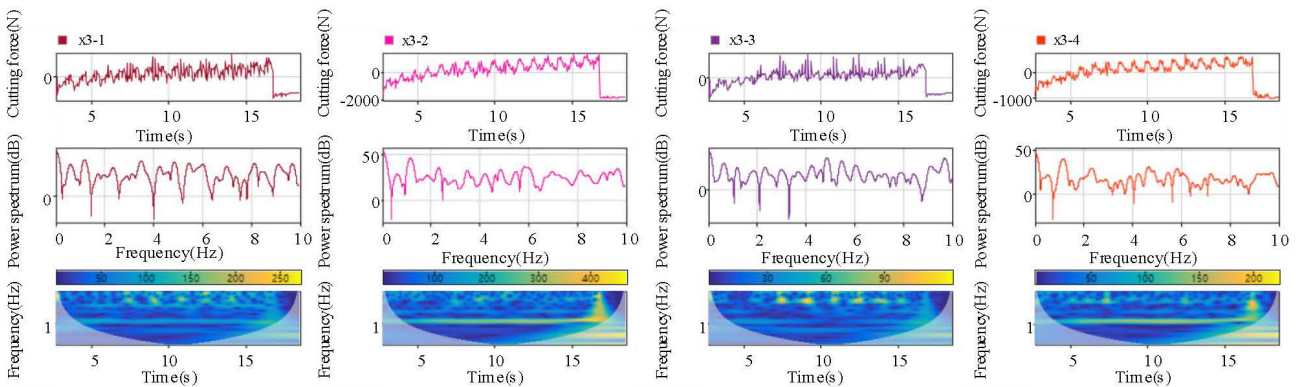 Cutting force(N)
x3-1
0
5
10
15
Time(s)
Power spectrum(dB)
0
0
2
4
6
8
10
Frequency(Hz)
50
100
150
200
250
Frequency(Hz)
1
5
10
15
Time(s)
Cutting force(N)
x3-2
0
-2000
5
10
15
Time(s)
Power spectrum(dB)
50
0
0
2
4
6
8
10
Frequency(Hz)
100
200
300
400
Frequency(Hz)
1
5
10
15
Time(s)
Cutting force(N)
x3-3
0
5
10
15
Time(s)
Power spectrum(dB)
0
0
2
4
6
8
10
Frequency(Hz)
30
60
90
Frequency(Hz)
1
5
10
15
Time(s)
Cutting force(N)
x3-4
0
-1000
5
10
15
Time(s)
Power spectrum(dB)
50
0
0
2
4
6
8
10
Frequency(Hz)
50
100
150
200
Frequency(Hz)
1
5
10
15
Time(s)